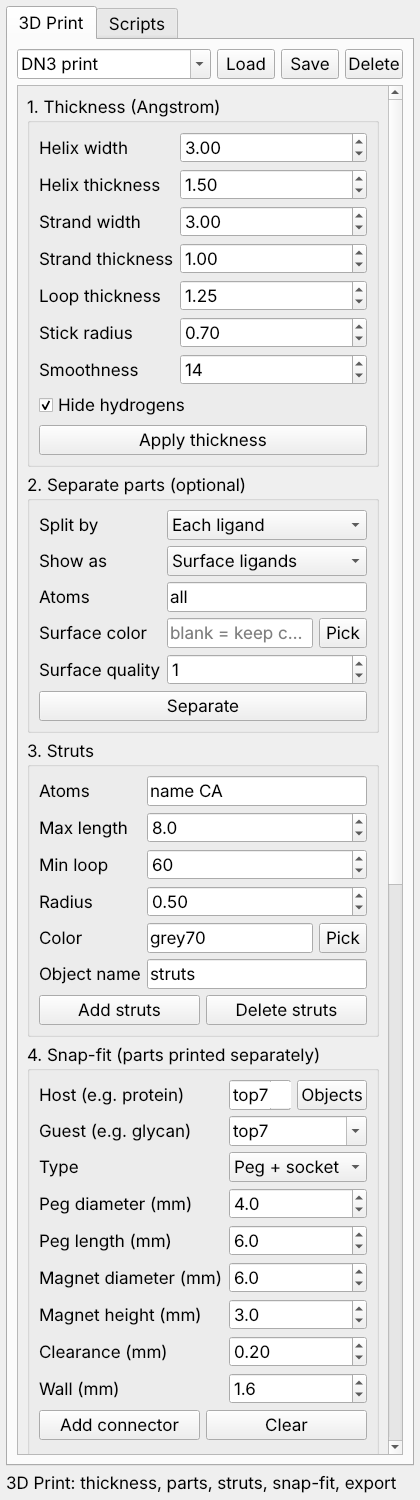 3D Print Scripts
DN3 print Load Save Delete
1. Thickness (Angstrom)
Helix width 3.00
Helix thickness 1.50
Strand width 3.00
Strand thickness 1.00
Loop thickness 1.25
Stick radius 0.70
Smoothness 14
Hide hydrogens
Apply thickness
2. Separate parts (optional)
Split by Each ligand
Show as Surface ligands
Atoms all
Surface color blank = keep c... Pick
Surface quality 1
Separate
3. Struts
Atoms name CA
Max length 8.0
Min loop 60
Radius 0.50
Color grey70 Pick
Object name struts
Add struts Delete struts
4. Snap-fit (parts printed separately)
Host (e.g. protein) top7 Objects
Guest (e.g. glycan) top7
Type Peg + socket
Peg diameter (mm) 4.0
Peg length (mm) 6.0
Magnet diameter (mm) 6.0
Magnet height (mm) 3.0
Clearance (mm) 0.20
Wall (mm) 1.6
Add connector Clear
3D Print: thickness, parts, struts, snap-fit, export